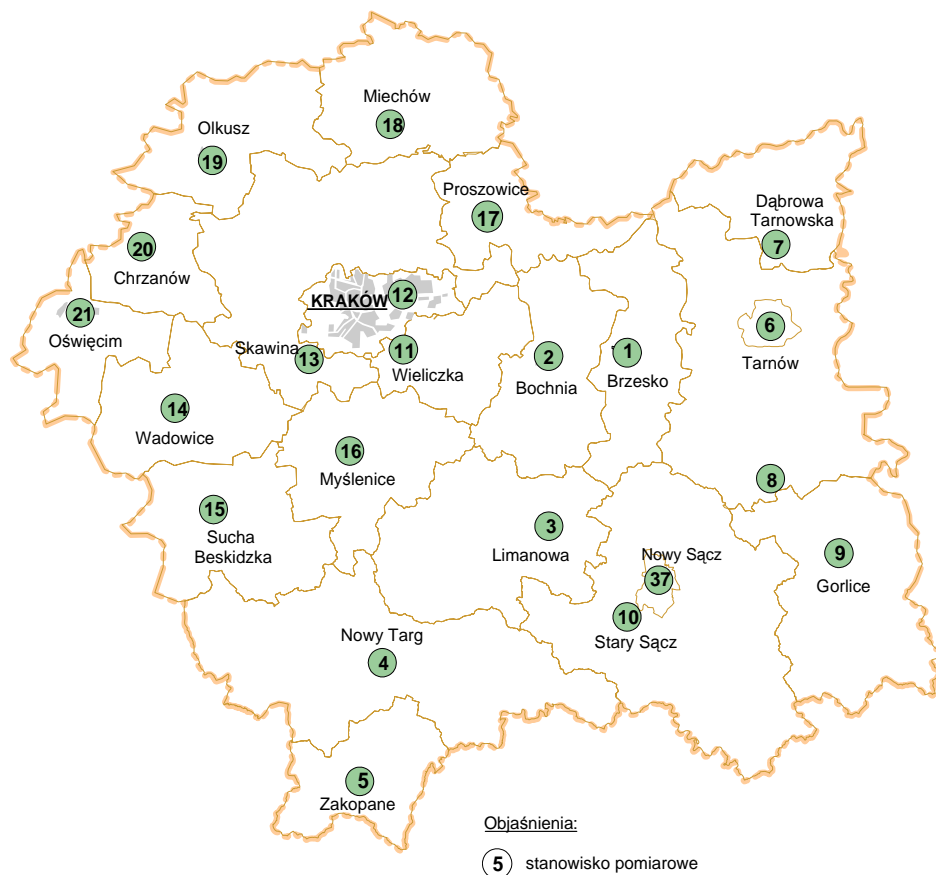 Miechów
18
Olkusz
19
Proszowice
17
Dąbrowa
Tarnowska
7
20
Chrzanów
21
Oświęcim
KRAKÓW
12
6
Tarnów
Skawina
13
11
Wieliczka
2
Bochnia
1
Brzesko
14
Wadowice
16
Myślenice
8
15
Sucha
Beskidzka
3
Limanowa
Nowy Sącz
37
9
Gorlice
10
Stary Sącz
Nowy Targ
4
5
Zakopane
Objaśnienia:
5 stanowisko pomiarowe